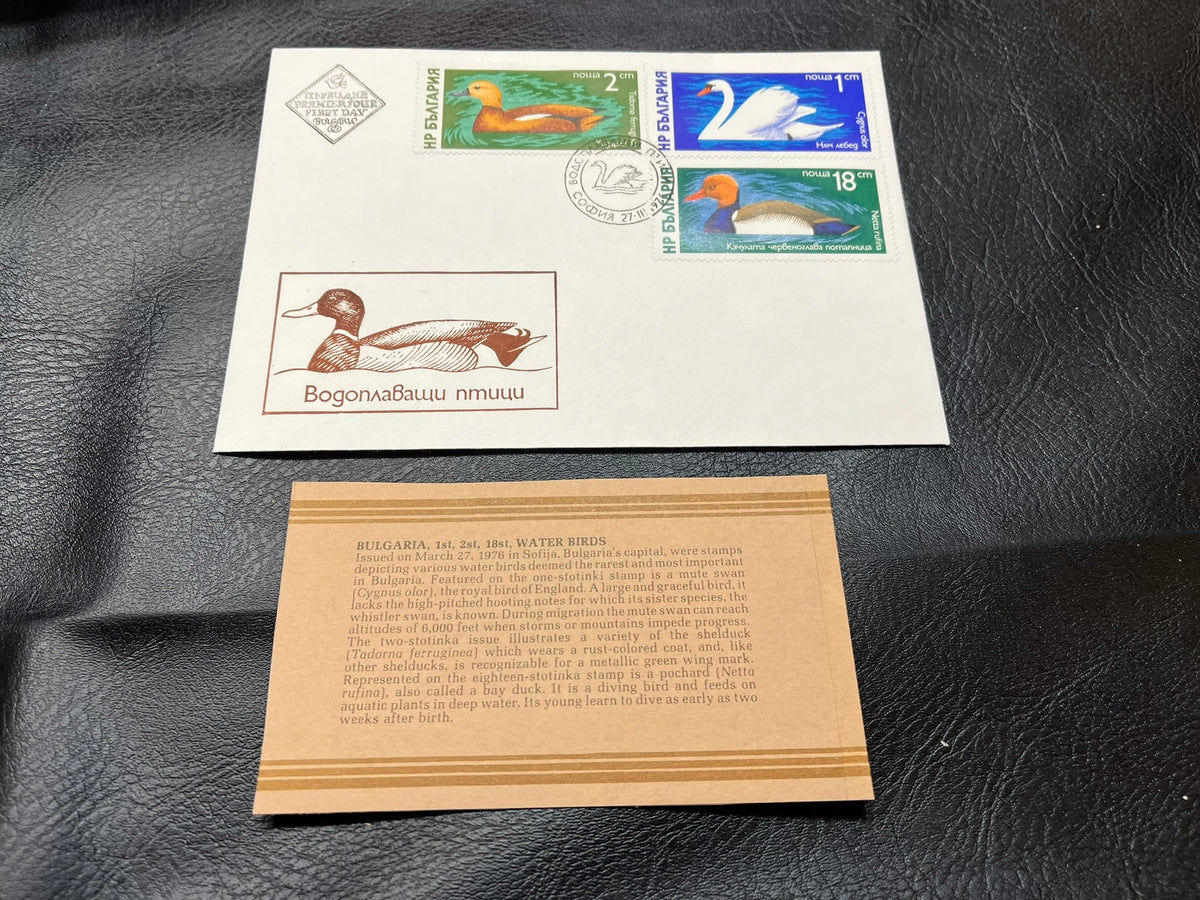 ПЪРВИ ДЕН
PREMIER JOUR
FIRST DAY
BULGARIE
поща 2 ст
НР БЪЛГАРИЯ
Tadorna
поща 1 ст
НР БЪЛГАРИЯ
Cygnus olor
Ням лебед
ПТИЦИ
СОФИЯ 27·III·197
поща 18 ст
НР БЪЛГАРИЯ
Netta rufina
Качулата червеноглава потапница
Водоплаващи птици
BULGARIA, 1st, 2st, 18st, WATER BIRDS
Issued on March 27, 1976 in Sofija, Bulgaria's capital, were stamps
depicting various water birds deemed the rarest and most important
in Bulgaria. Featured on the one-stotinki stamp is a mute swan
(Cygnus olor), the royal bird of England. A large and graceful bird, it
lacks the high-pitched hooting notes for which its sister species, the
whistler swan, is known. During migration the mute swan can reach
altitudes of 6,000 feet when storms or mountains impede progress.
The two-stotinka issue illustrates a variety of the shelduck
(Tadorna ferruginea) which wears a rust-colored coat, and, like
other shelducks, is recognizable for a metallic green wing mark.
Represented on the eighteen-stotinka stamp is a pochard (Netta
rufina), also called a bay duck. It is a diving bird and feeds on
aquatic plants in deep water. Its young learn to dive as early as two
weeks after birth.